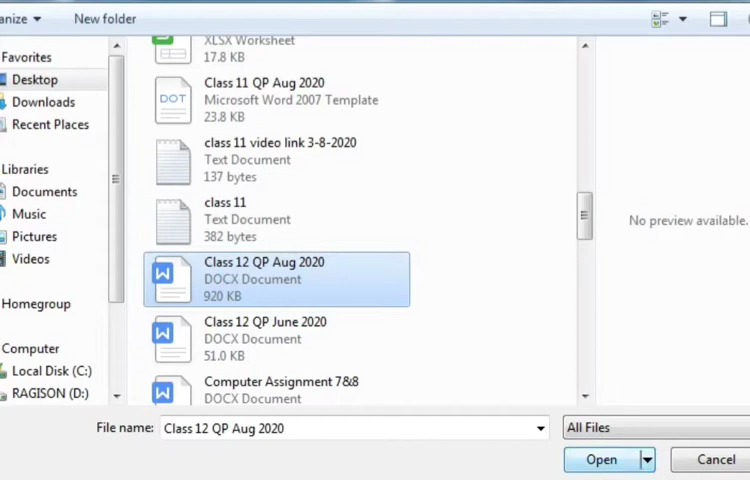 anize
New folder
Favorites
Desktop
Downloads
Recent Places
Libraries
Documents
Music
Pictures
Videos
Homegroup
Computer
Local Disk (C:)
RAGISON (D:)
XLSX Worksheet
17.8 KB
Class 11 QP Aug 2020
DOT
Microsoft Word 2007 Template
23.8 KB
class 11 video link 3-8-2020
Text Document
137 bytes
class 11
Text Document
382 bytes
Class 12 QP Aug 2020
W
DOCX Document
920 KB
Class 12 QP June 2020
W
DOCX Document
51.0 KB
Computer Assignment 7&8
W
DOCX Document
No preview available.
File name: Class 12 QP Aug 2020
All Files
Open
Cancel